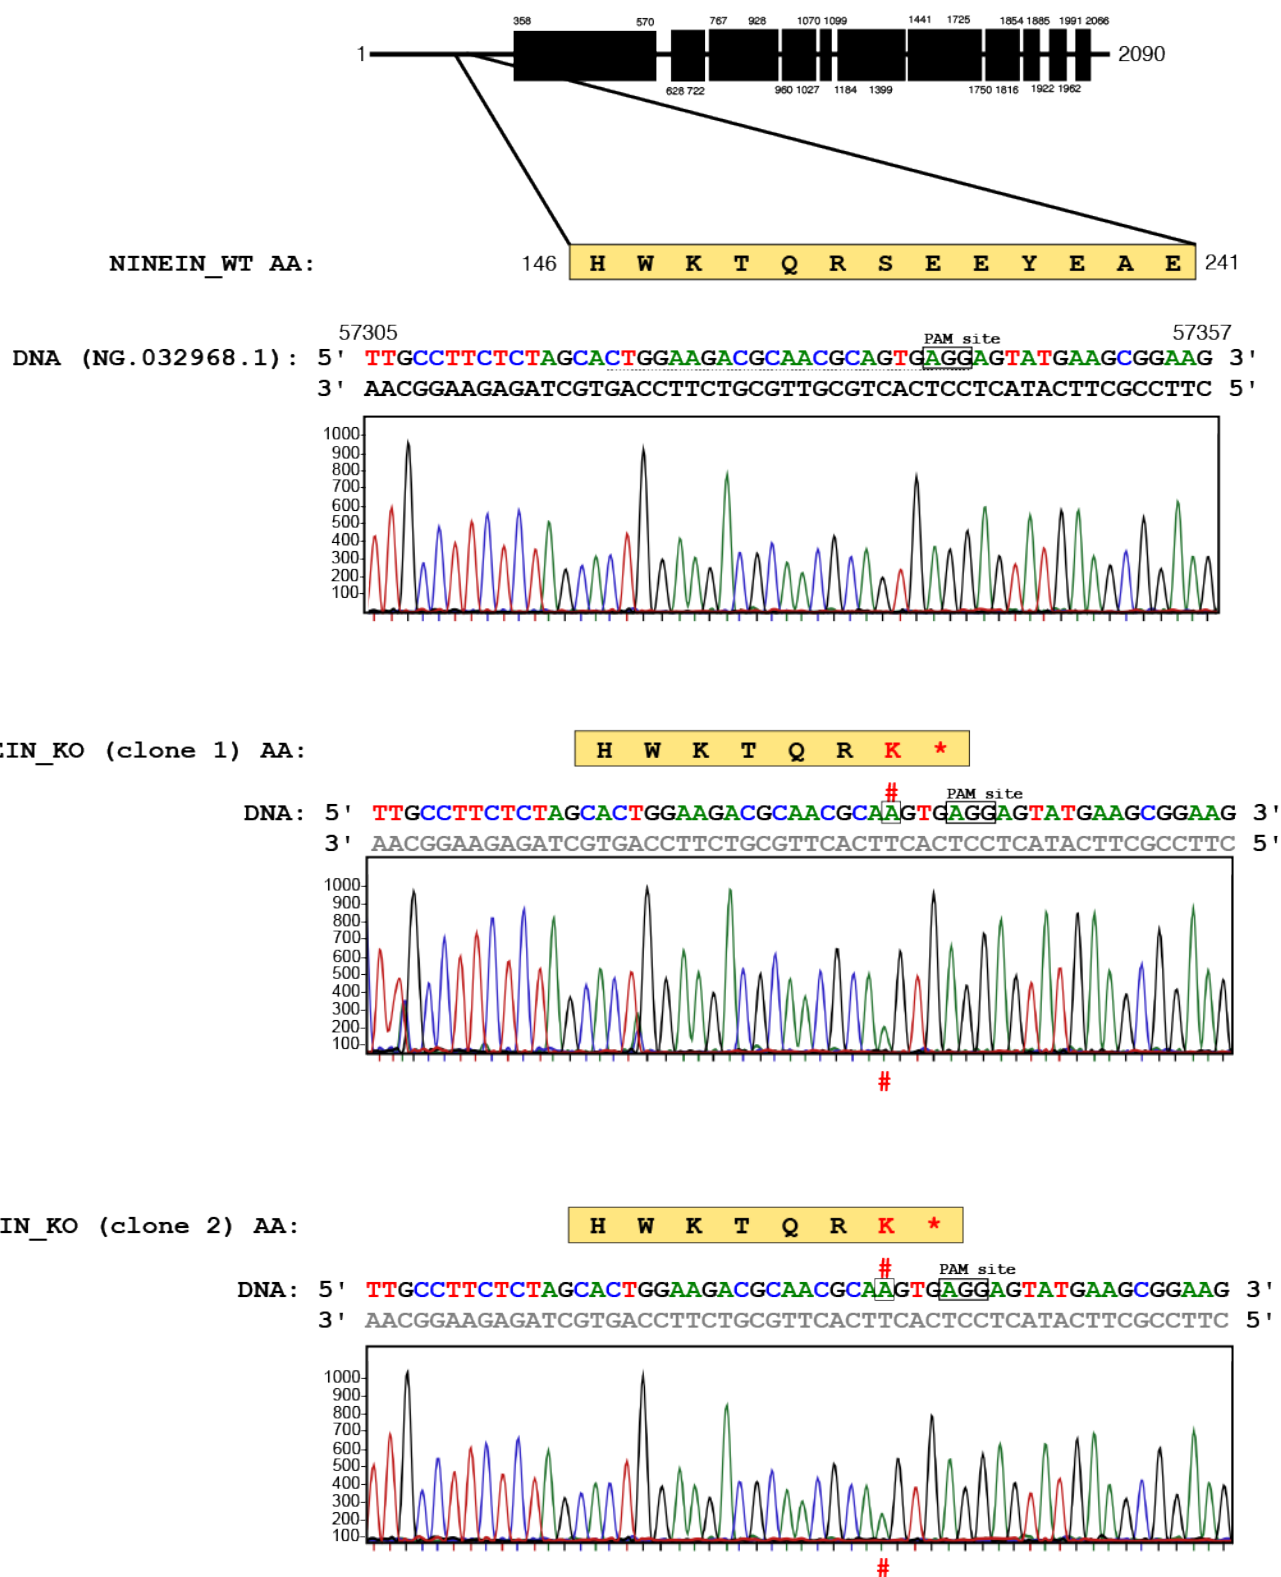 358 570 767 928 1070 1099 1441 1725 1854 1885 1991 2066
1 2090
628 722 960 1027 1184 1399 1750 1816 1922 1962
NINEIN_WT AA: 146 H W K T Q R S E E Y E A E 241
57305 57357
PAM site
DNA (NG.032968.1): 5' TTGCCTTCTCTAGCACTGGAAGACGCAACGCAGTGAGGAGTATGAAGCGGAAG 3'
3' AACGGAAGAGATCGTGACCTTCTGCGTTGCGTCACTCCTCATACTTCGCCTTC 5'
1000
900
800
700
600
500
400
300
200
100
EIN_KO (clone 1) AA: H W K T Q R K *
#
PAM site
DNA: 5' TTGCCTTCTCTAGCACTGGAAGACGCAACGCAAGTGAGGAGTATGAAGCGGAAG 3'
3' AACGGAAGAGATCGTGACCTTCTGCGTTCACTTCACTCCTCATACTTCGCCTTC 5'
1000
900
800
700
600
500
400
300
200
100
#
IN_KO (clone 2) AA: H W K T Q R K *
#
PAM site
DNA: 5' TTGCCTTCTCTAGCACTGGAAGACGCAACGCAAGTGAGGAGTATGAAGCGGAAG 3'
3' AACGGAAGAGATCGTGACCTTCTGCGTTCACTTCACTCCTCATACTTCGCCTTC 5'
1000
900
800
700
600
500
400
300
200
100
#